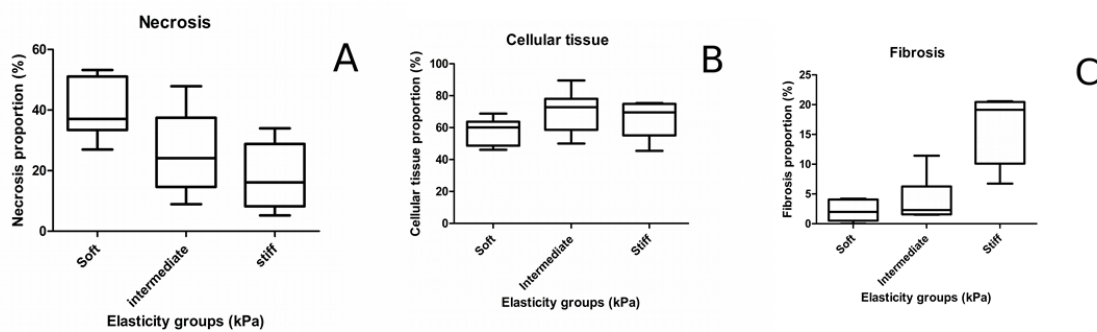 Necrosis
A
Necrosis proportion (%)
60
40
20
0
Soft
intermediate
stiff
Elasticity groups (kPa)
Cellular tissue
B
Cellular tissue proportion (%)
100
80
60
40
20
0
Soft
Intermediate
Stiff
Elasticity groups (kPa)
Fibrosis
C
Fibrosis proportion (%)
25
20
15
10
5
0
Soft
Intermediate
Stiff
Elasticity groups (kPa)